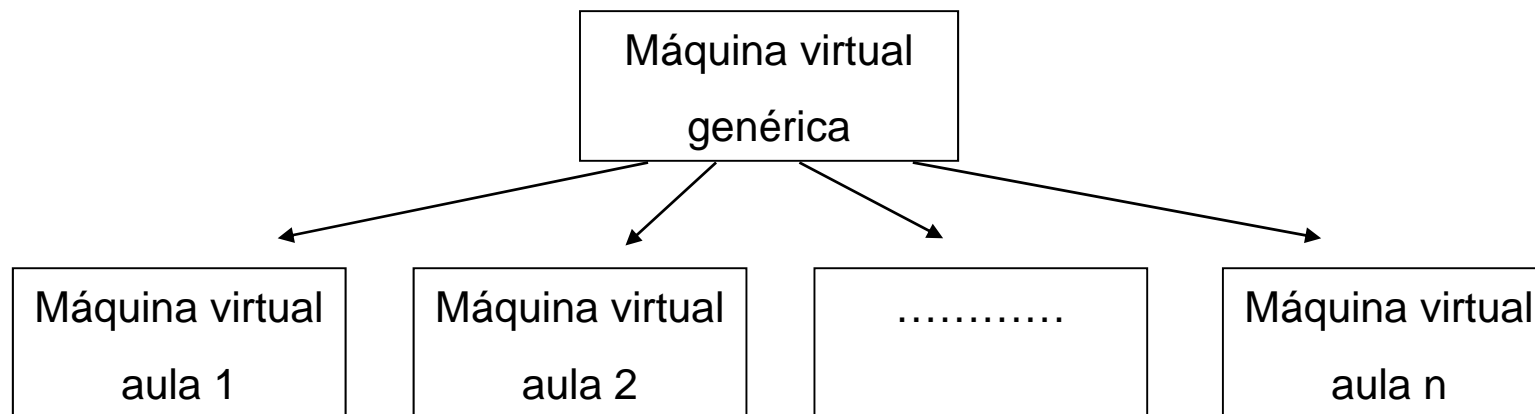 Máquina virtual
genérica
Máquina virtual
aula 1
Máquina virtual
aula 2
............
Máquina virtual
aula n